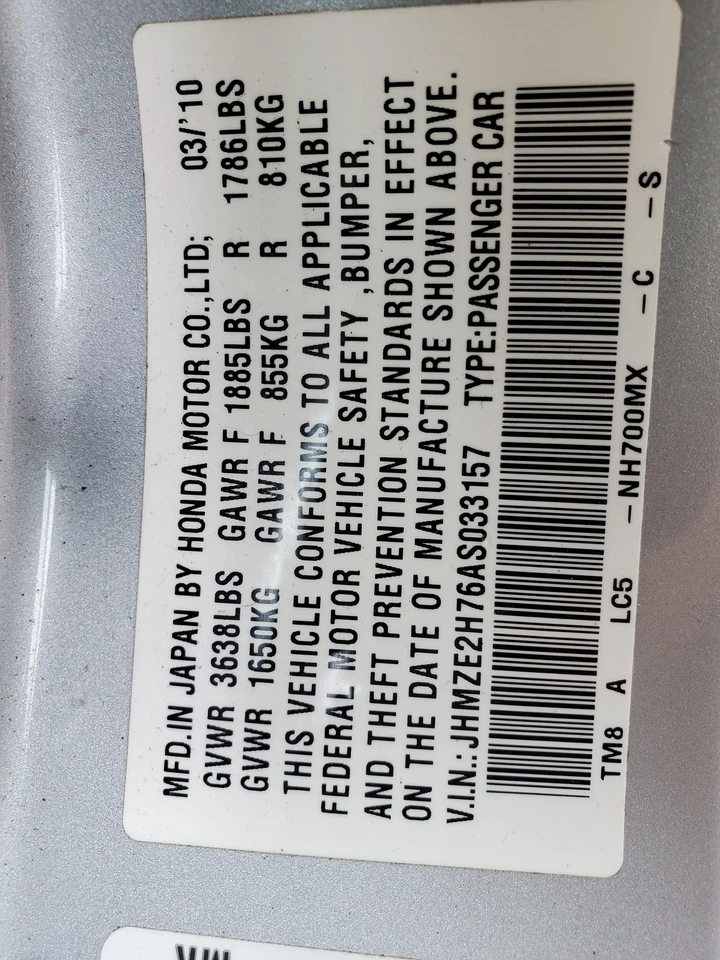 MFD.IN JAPAN BY HONDA MOTOR CO.,LTD; 03/'10
GVWR 3638LBS GAWR F 1885LBS R 1786LBS
GVWR 1650KG GAWR F 855KG R 810KG
THIS VEHICLE CONFORMS TO ALL APPLICABLE
FEDERAL MOTOR VEHICLE SAFETY ,BUMPER,
AND THEFT PREVENTION STANDARDS IN EFFECT
ON THE DATE OF MANUFACTURE SHOWN ABOVE.
V.I.N.:JHMZE2H76AS033157 TYPE:PASSENGER CAR
TM8 A LC5 -NH700MX -C -S